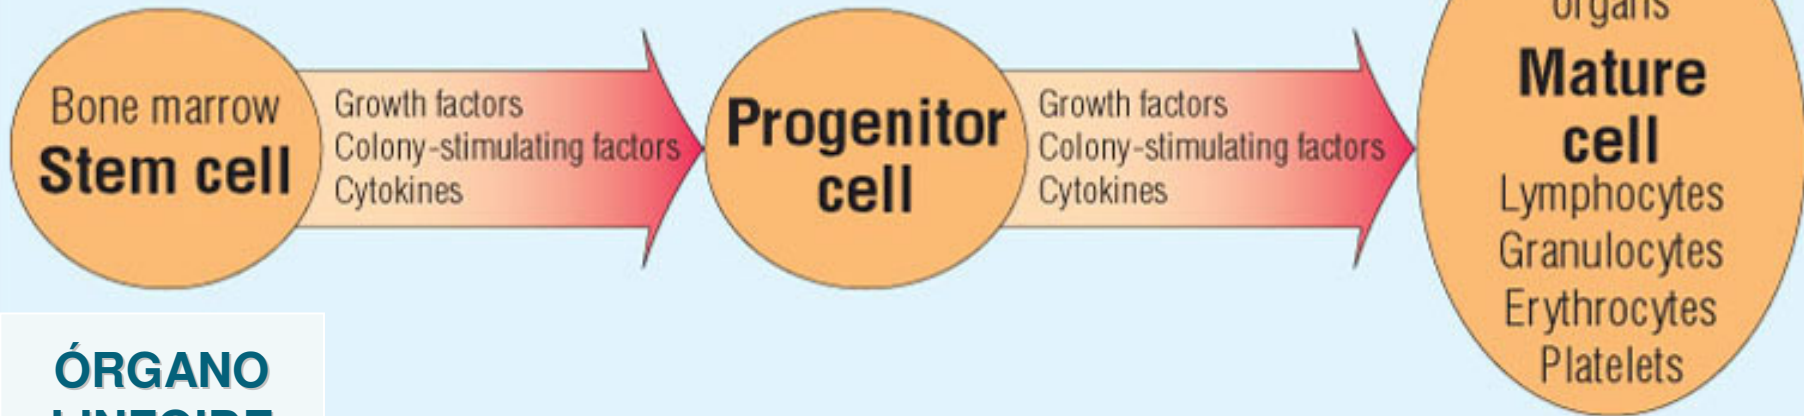 Bone marrow
Stem cell
Growth factors
Colony-stimulating factors
Cytokines
Progenitor
cell
Growth factors
Colony-stimulating factors
Cytokines
organs
Mature
cell
Lymphocytes
Granulocytes
Erythrocytes
Platelets
ÓRGANO